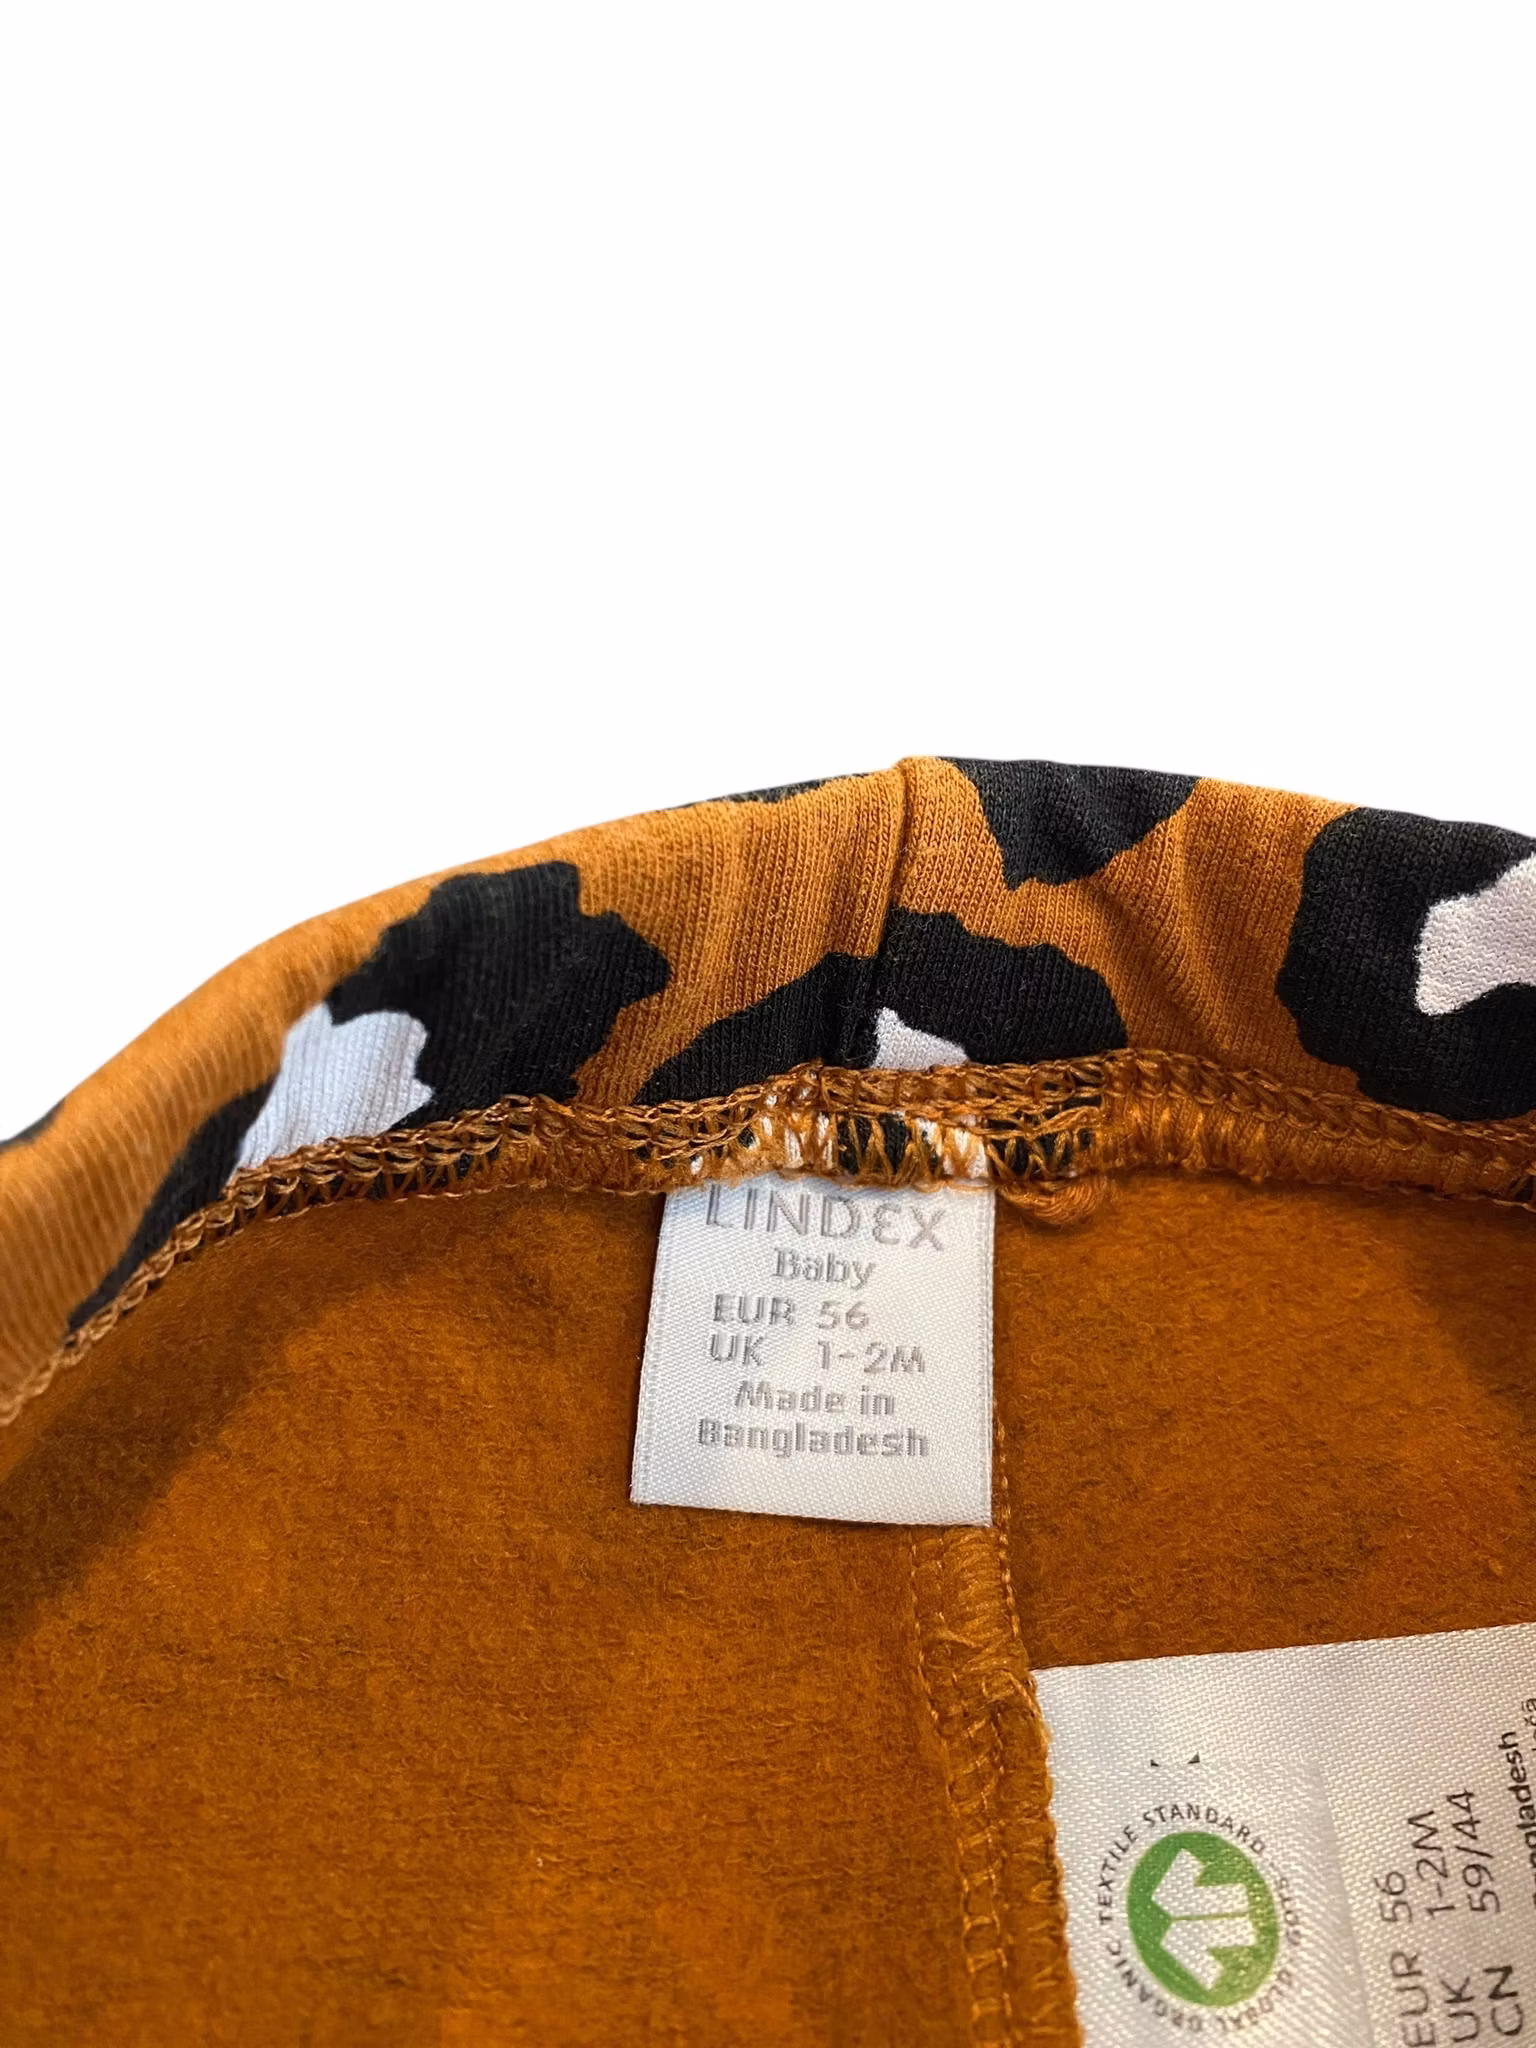 LINDEX
Baby
EUR 56
UK 1-2M
Made in
Bangladesh
GLOBAL ORGANIC TEXTILE STANDARD · GOTS ·
EUR 56
UK 1-2M
CN 59/44